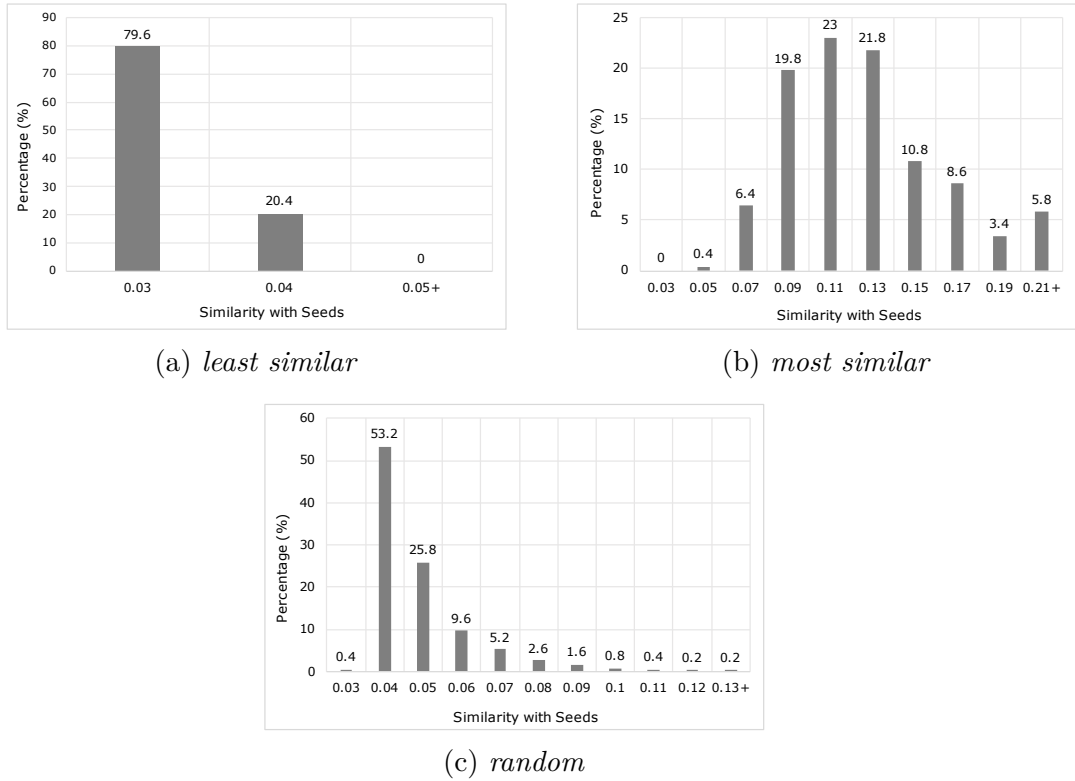 90
80
70
60
50
40
30
20
10
0
Percentage (%)
79.6
20.4
0
0.03 0.04 0.05+
Similarity with Seeds
(a) least similar
25
20
15
10
5
0
Percentage (%)
0 0.4 6.4 19.8 23 21.8 10.8 8.6 3.4 5.8
0.03 0.05 0.07 0.09 0.11 0.13 0.15 0.17 0.19 0.21+
Similarity with Seeds
(b) most similar
60
50
40
30
20
10
0
Percentage (%)
0.4 53.2 25.8 9.6 5.2 2.6 1.6 0.8 0.4 0.2 0.2
0.03 0.04 0.05 0.06 0.07 0.08 0.09 0.1 0.11 0.12 0.13+
Similarity with Seeds
(c) random